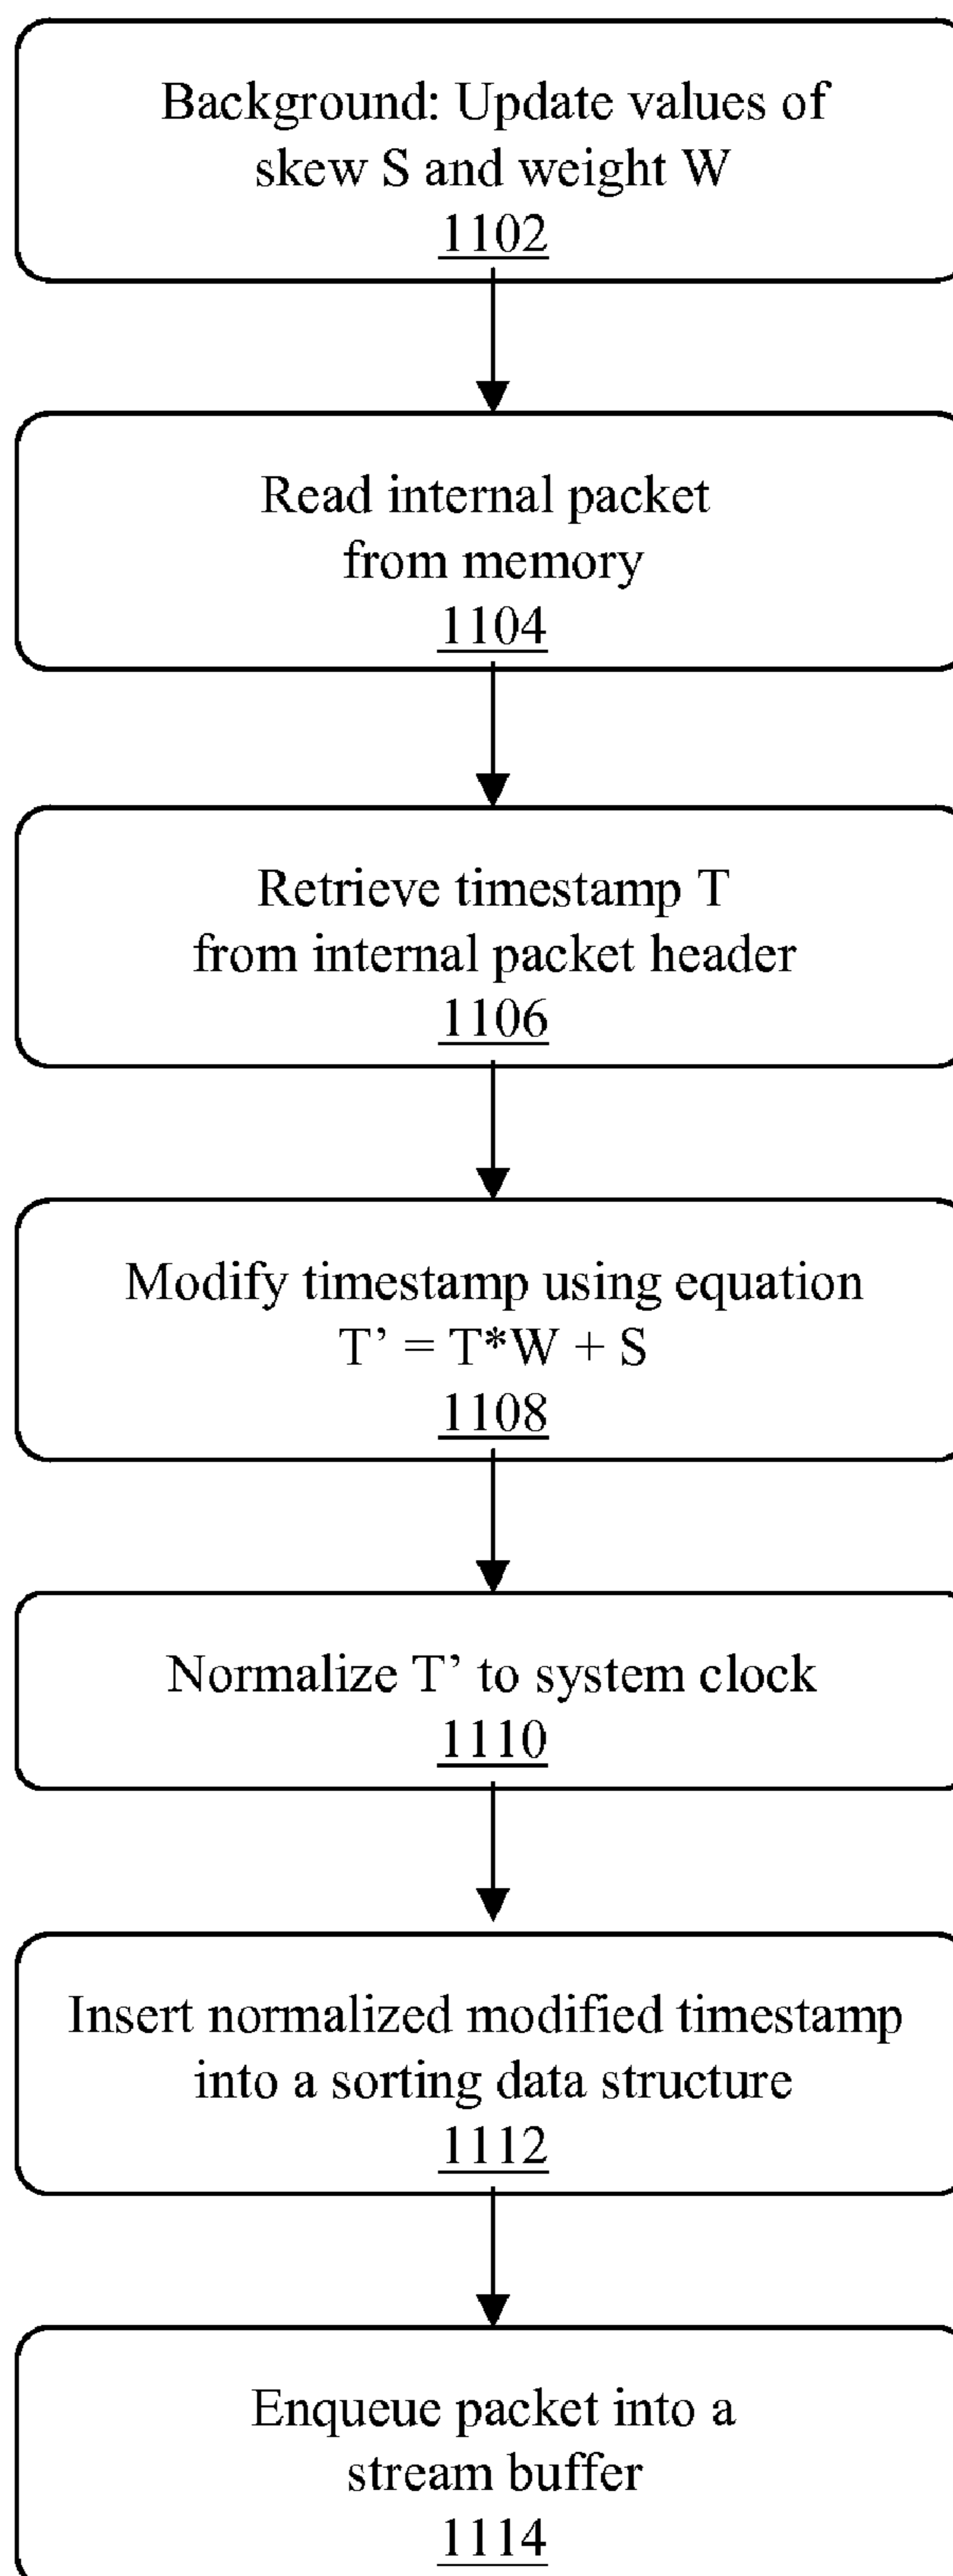 Background: Update values of
skew S and weight W
1102
Read internal packet
from memory
1104
Retrieve timestamp T
from internal packet header
1106
Modify timestamp using equation
T’ = T*W + S
1108
Normalize T’ to system clock
1110
Insert normalized modified timestamp
into a sorting data structure
1112
Enqueue packet into a
stream buffer
1114